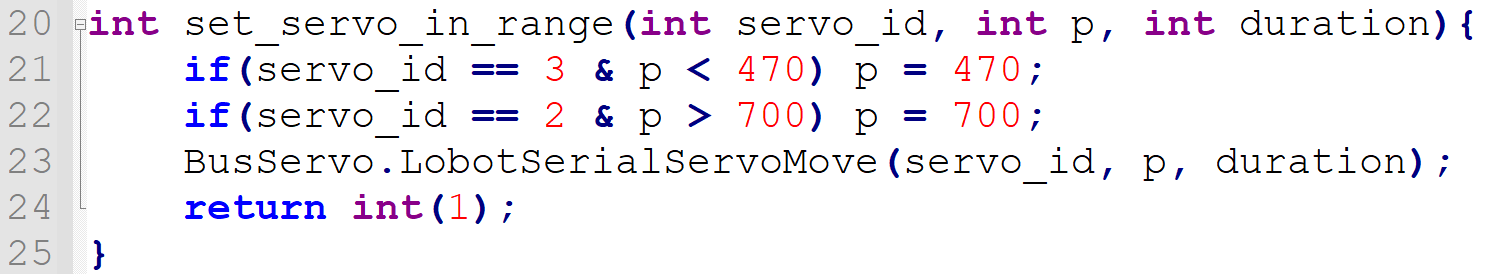 20 int set_servo_in_range(int servo_id, int p, int duration){
21     if(servo_id == 3 & p < 470) p = 470;
22     if(servo_id == 2 & p > 700) p = 700;
23     BusServo.LobotSerialServoMove(servo_id, p, duration);
24     return int(1);
25 }